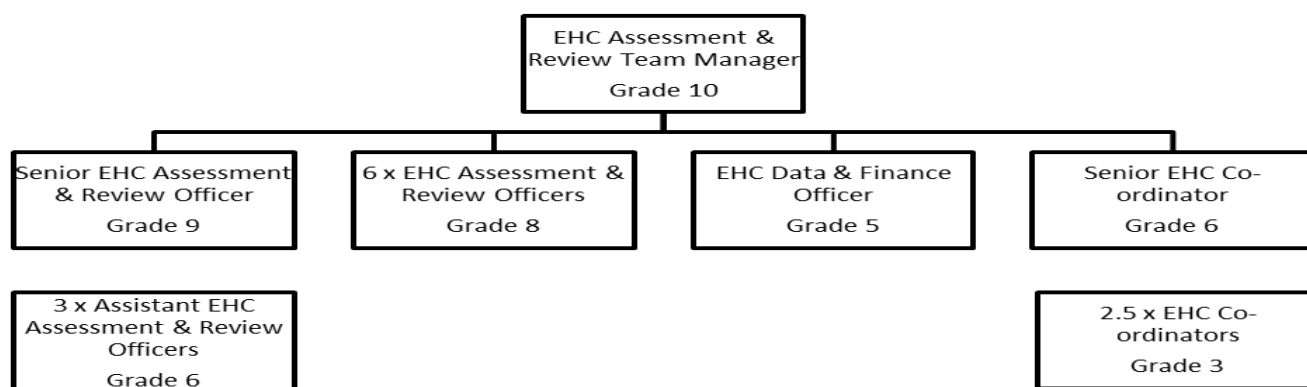 EHC Assessment &
Review Team Manager
Grade 10
Senior EHC Assessment
& Review Officer
Grade 9
6 x EHC Assessment &
Review Officers
Grade 8
EHC Data & Finance
Officer
Grade 5
Senior EHC Co-
ordinator
Grade 6
3 x Assistant EHC
Assessment & Review
Officers
Grade 6
2.5 x EHC Co-
ordinators
Grade 3